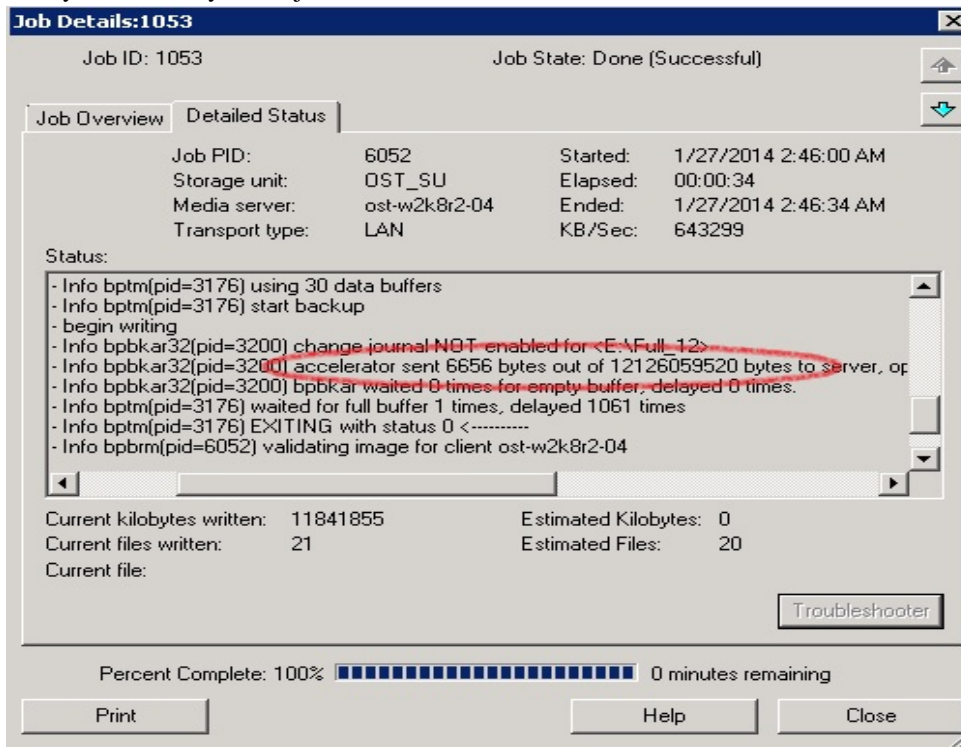 Job Details:1053
Job ID: 1053 Job State: Done (Successful)
Job Overview Detailed Status
Job PID: 6052 Started: 1/27/2014 2:46:00 AM
Storage unit: OST_SU Elapsed: 00:00:34
Media server: ost-w2k8r2-04 Ended: 1/27/2014 2:46:34 AM
Transport type: LAN KB/Sec: 643299
Status:
- Info bptm(pid=3176) using 30 data buffers
- Info bptm(pid=3176) start backup
- begin writing
- Info bpbkar32(pid=3200) change journal NOT enabled for <E:\Full_12>
- Info bpbkar32(pid=3200) accelerator sent 6656 bytes out of 12126059520 bytes to server, op
- Info bpbkar32(pid=3200) bpbkar waited 0 times for empty buffer, delayed 0 times.
- Info bptm(pid=3176) waited for full buffer 1 times, delayed 1061 times
- Info bptm(pid=3176) EXITING with status 0 <----------
- Info bpbrm(pid=6052) validating image for client ost-w2k8r2-04
Current kilobytes written: 11841855 Estimated Kilobytes: 0
Current files written: 21 Estimated Files: 20
Current file:
Troubleshooter
Percent Complete: 100% 0 minutes remaining
Print Help Close